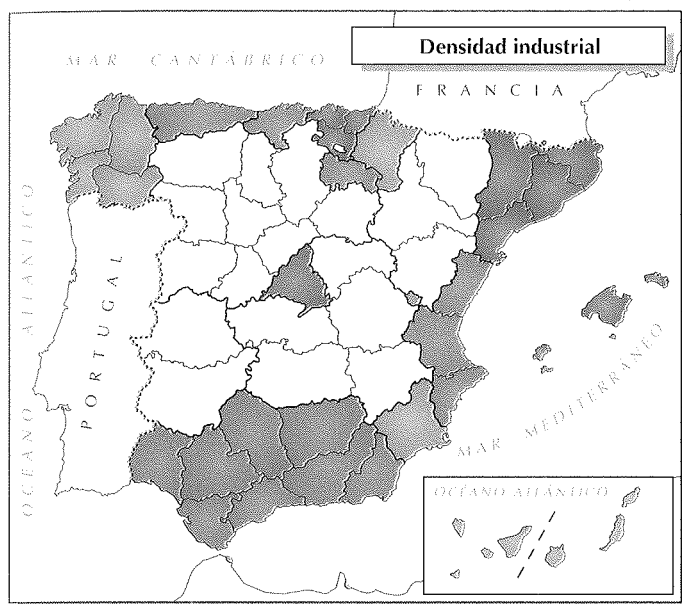 Densidad industrial
MAR CANTÁBRICO
FRANCIA
OCÉANO ATLÁNTICO
PORTUGAL
MAR MEDITERRÁNEO
OCÉANO ATLÁNTICO